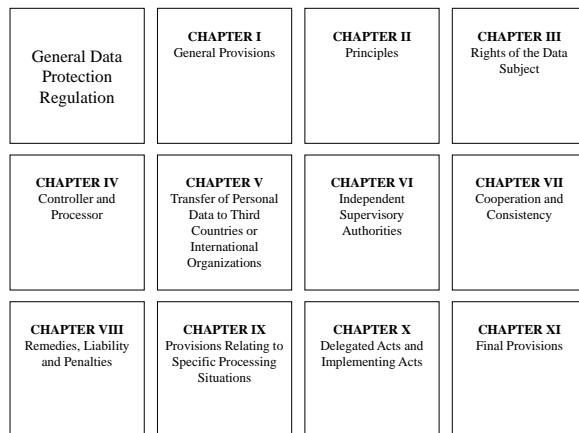 General Data
Protection
Regulation
CHAPTER I
General Provisions
CHAPTER II
Principles
CHAPTER III
Rights of the Data
Subject
CHAPTER IV
Controller and
Processor
CHAPTER V
Transfer of Personal
Data to Third
Countries or
International
Organizations
CHAPTER VI
Independent
Supervisory
Authorities
CHAPTER VII
Cooperation and
Consistency
CHAPTER VIII
Remedies, Liability
and Penalties
CHAPTER IX
Provisions Relating to
Specific Processing
Situations
CHAPTER X
Delegated Acts and
Implementing Acts
CHAPTER XI
Final Provisions